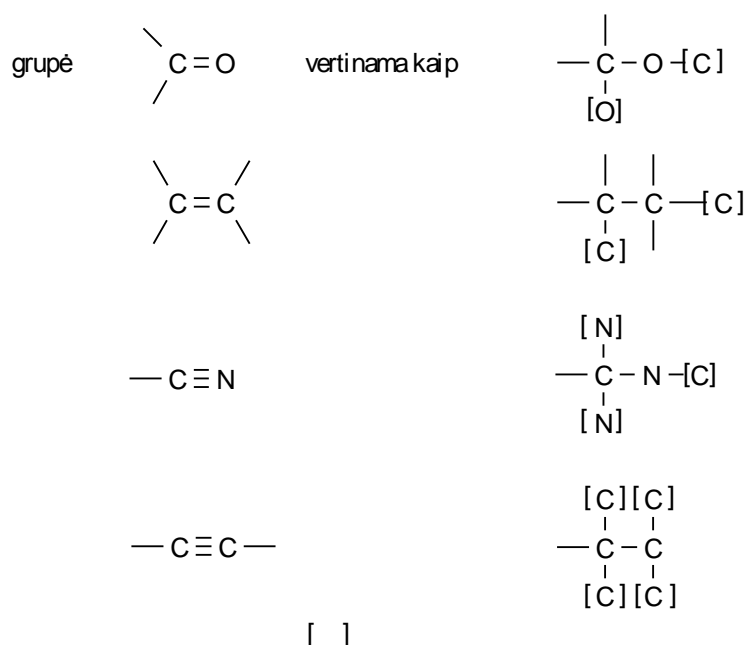 grupė C=O vertinama kaip C-O-[C]
[O]
C=C C-C-[C]
[C]
[N]
C≡N C-N-[C]
[N]
[C][C]
C≡C C-C
[C][C]
[ ]